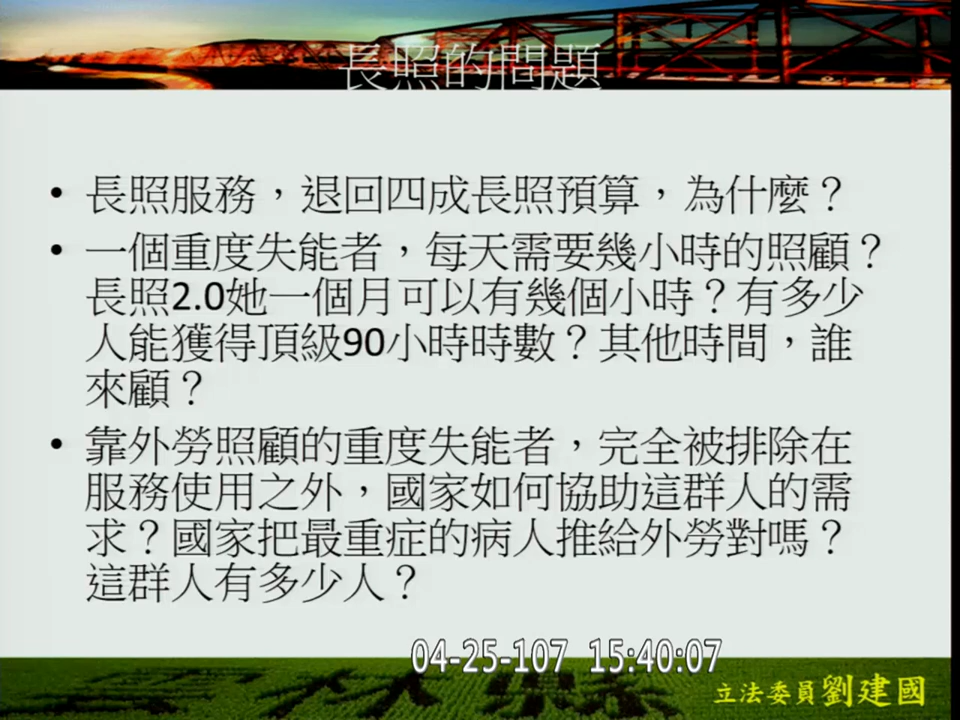 長照的問題
• 長照服務，退回四成長照預算，為什麼？
• 一個重度失能者，每天需要幾小時的照顧？
長照2.0她一個月可以有幾個小時？有多少
人能獲得頂級90小時時數？其他時間，誰
來顧？
• 靠外勞照顧的重度失能者，完全被排除在
服務使用之外，國家如何協助這群人的需
求？國家把最重症的病人推給外勞對嗎？
這群人有多少人？
04-25-107 15:40:07
立法委員劉建國